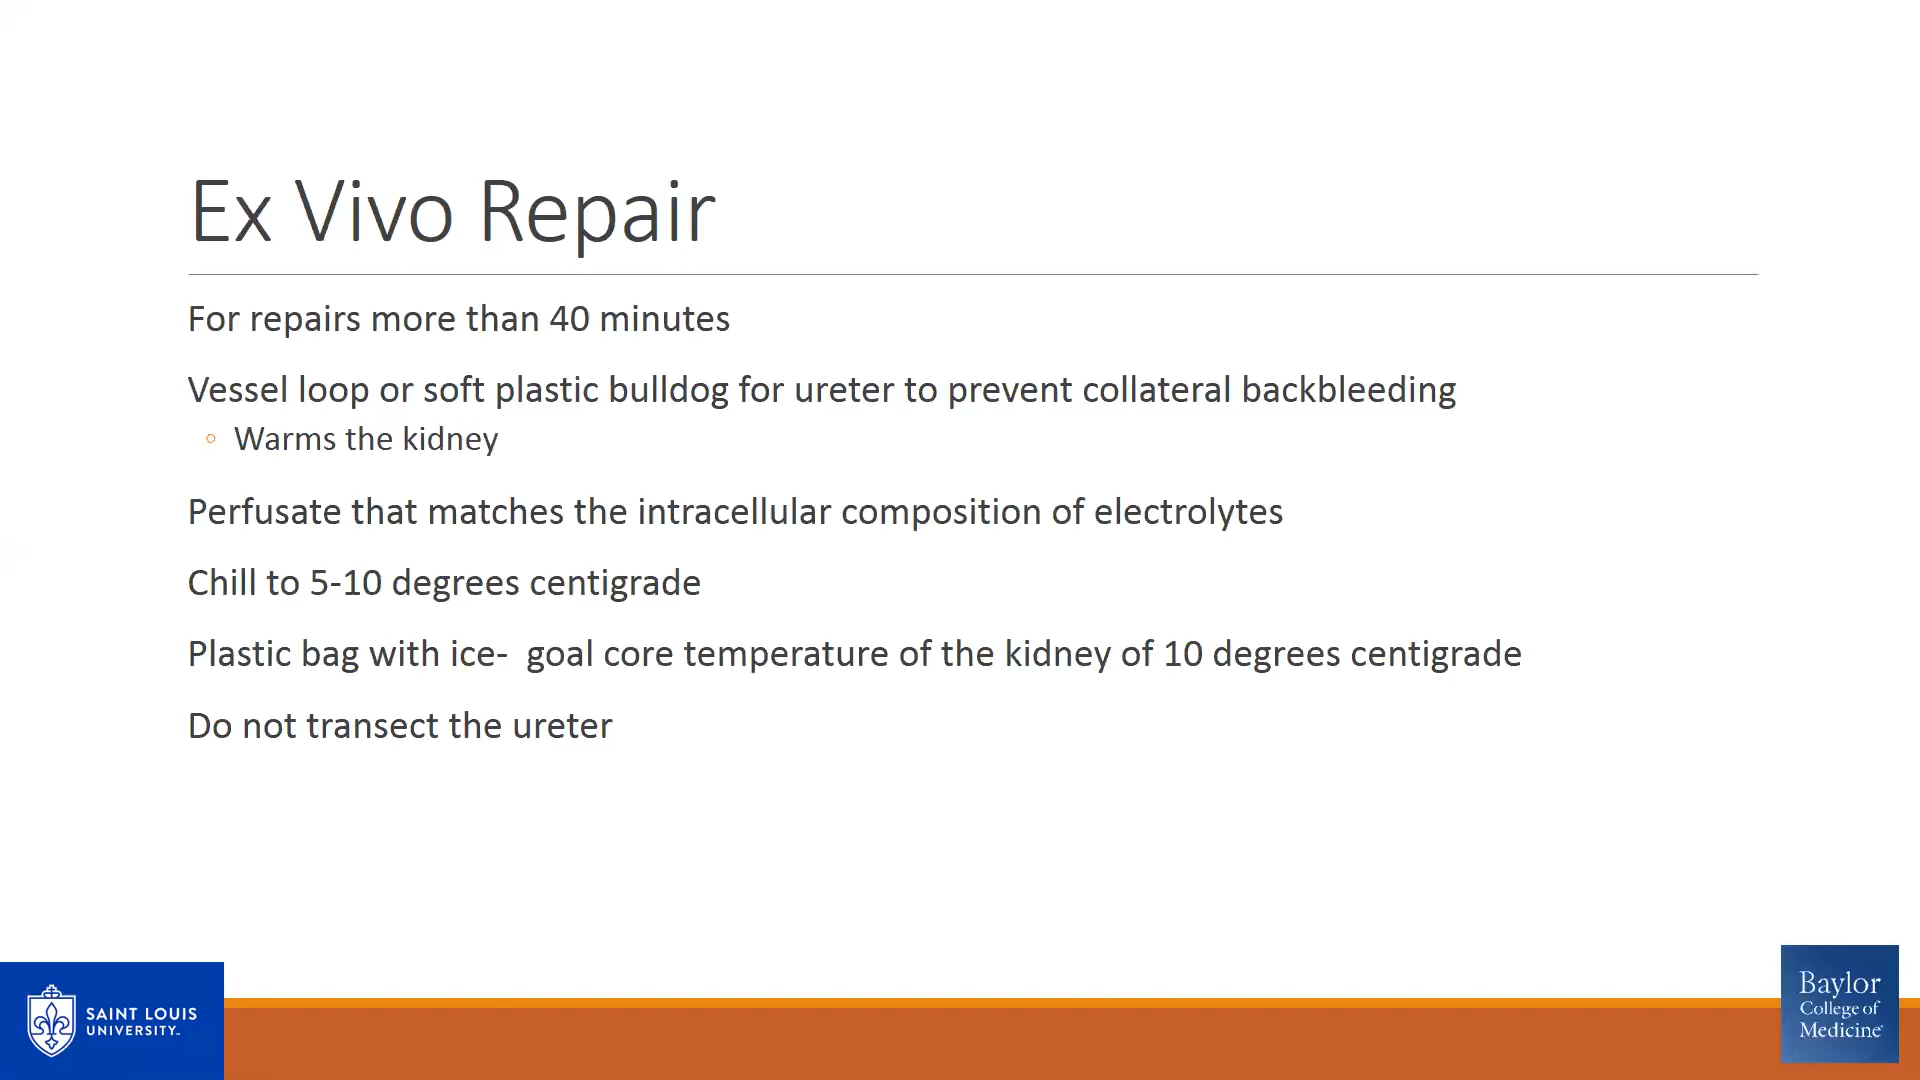 Ex Vivo Repair
For repairs more than 40 minutes
Vessel loop or soft plastic bulldog for ureter to prevent collateral backbleeding
◦ Warms the kidney
Perfusate that matches the intracellular composition of electrolytes
Chill to 5-10 degrees centigrade
Plastic bag with ice-  goal core temperature of the kidney of 10 degrees centigrade
Do not transect the ureter
SAINT LOUIS
UNIVERSITY™
Baylor
College of
Medicine®